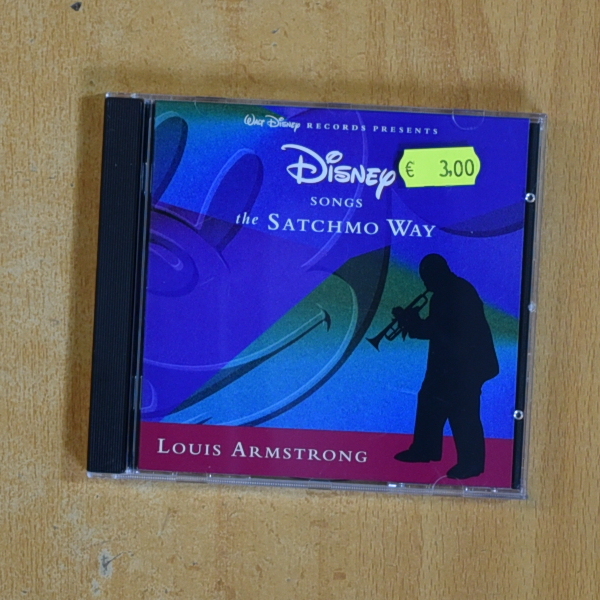 WALT DISNEY RECORDS PRESENTS
DISNEY
€ 3,00
SONGS
the SATCHMO WAY
LOUIS ARMSTRONG